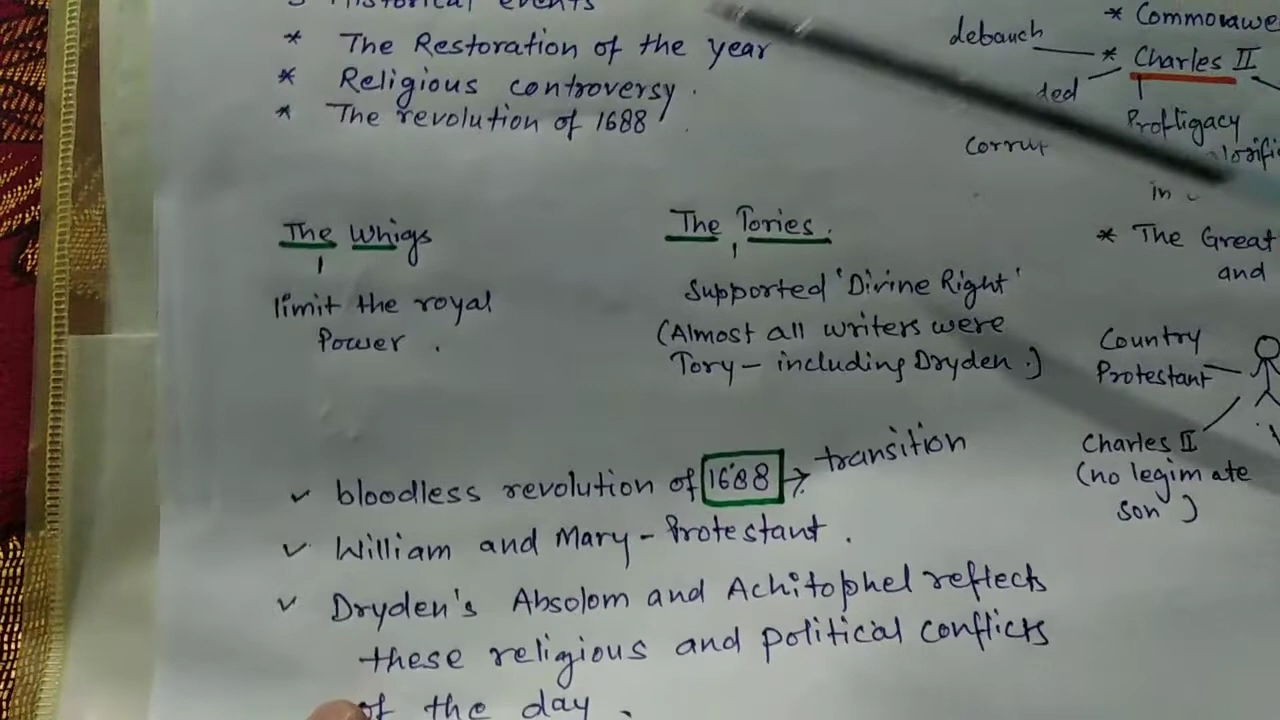 Historical events
* The Restoration of the year
* Religious controversy.
* The revolution of 1688
The Whigs
limit the royal
Power.
The Tories.
Supported 'Divine Right'
(Almost all writers were
Tory - including Dryden.)
✓ bloodless revolution of 1688 → transition
✓ William and Mary - Protestant.
✓ Dryden's Absolom and Achitophel reflects
these religious and political conflicts
of the day.
debauch
* Charles II
Profligacy
in
* The Great
and
Country
Protestant
Charles II
(no legimate
son)